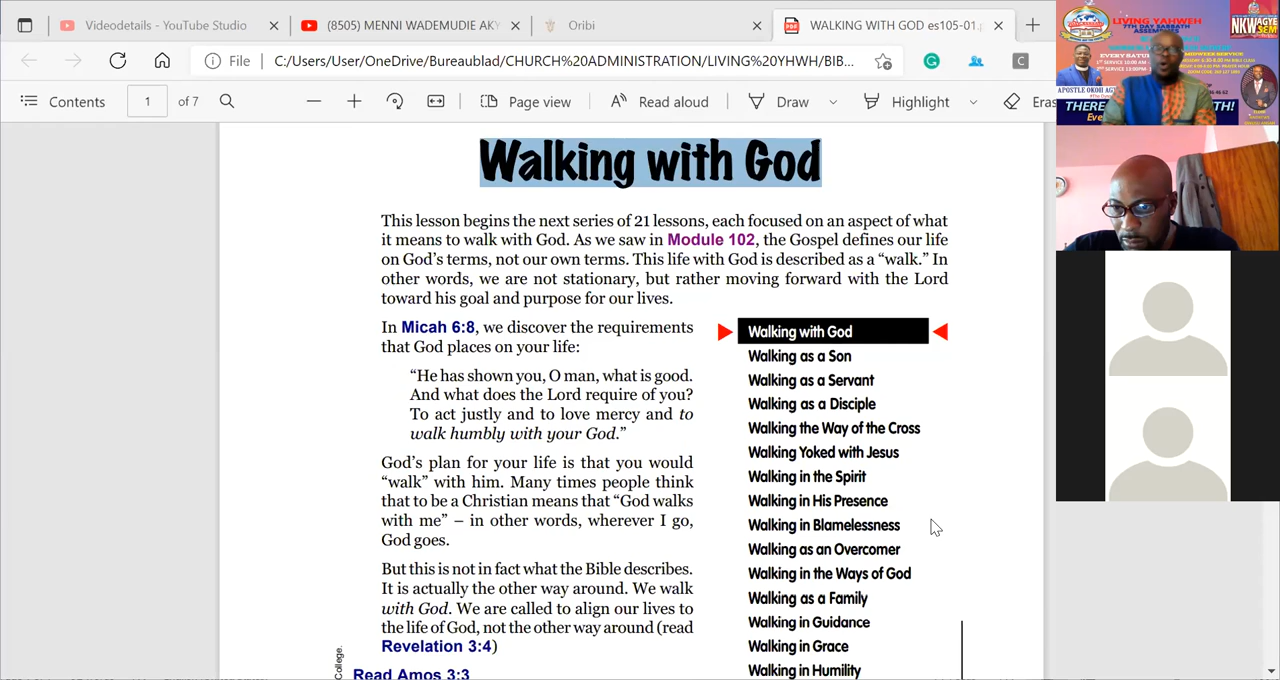 Videodetails - YouTube Studio
(8505) MENNI WADEMUDIE AKY
Oribi
WALKING WITH GOD es105-01.
File
C:/Users/User/OneDrive/Bureaublad/CHURCH%20ADMINISTRATION/LIVING%20YHWH/BIB...
Contents
1 of 7
Page view
Read aloud
Draw
Highlight
Eras
Walking with God
This lesson begins the next series of 21 lessons, each focused on an aspect of what
it means to walk with God. As we saw in Module 102, the Gospel defines our life
on God's terms, not our own terms. This life with God is described as a “walk.” In
other words, we are not stationary, but rather moving forward with the Lord
toward his goal and purpose for our lives.
In Micah 6:8, we discover the requirements
that God places on your life:
“He has shown you, O man, what is good.
And what does the Lord require of you?
To act justly and to love mercy and to
walk humbly with your God.”
God's plan for your life is that you would
“walk” with him. Many times people think
that to be a Christian means that “God walks
with me” – in other words, wherever I go,
God goes.
But this is not in fact what the Bible describes.
It is actually the other way around. We walk
with God. We are called to align our lives to
the life of God, not the other way around (read
Revelation 3:4)
Read Amos 3:3
College.
Walking with God
Walking as a Son
Walking as a Servant
Walking as a Disciple
Walking the Way of the Cross
Walking Yoked with Jesus
Walking in the Spirit
Walking in His Presence
Walking in Blamelessness
Walking as an Overcomer
Walking in the Ways of God
Walking as a Family
Walking in Guidance
Walking in Grace
Walking in Humility
LIVING YAHWEH
7TH DAY SABBATH
NKWAGYE
SEM
APOSTLE OKOH
THERE